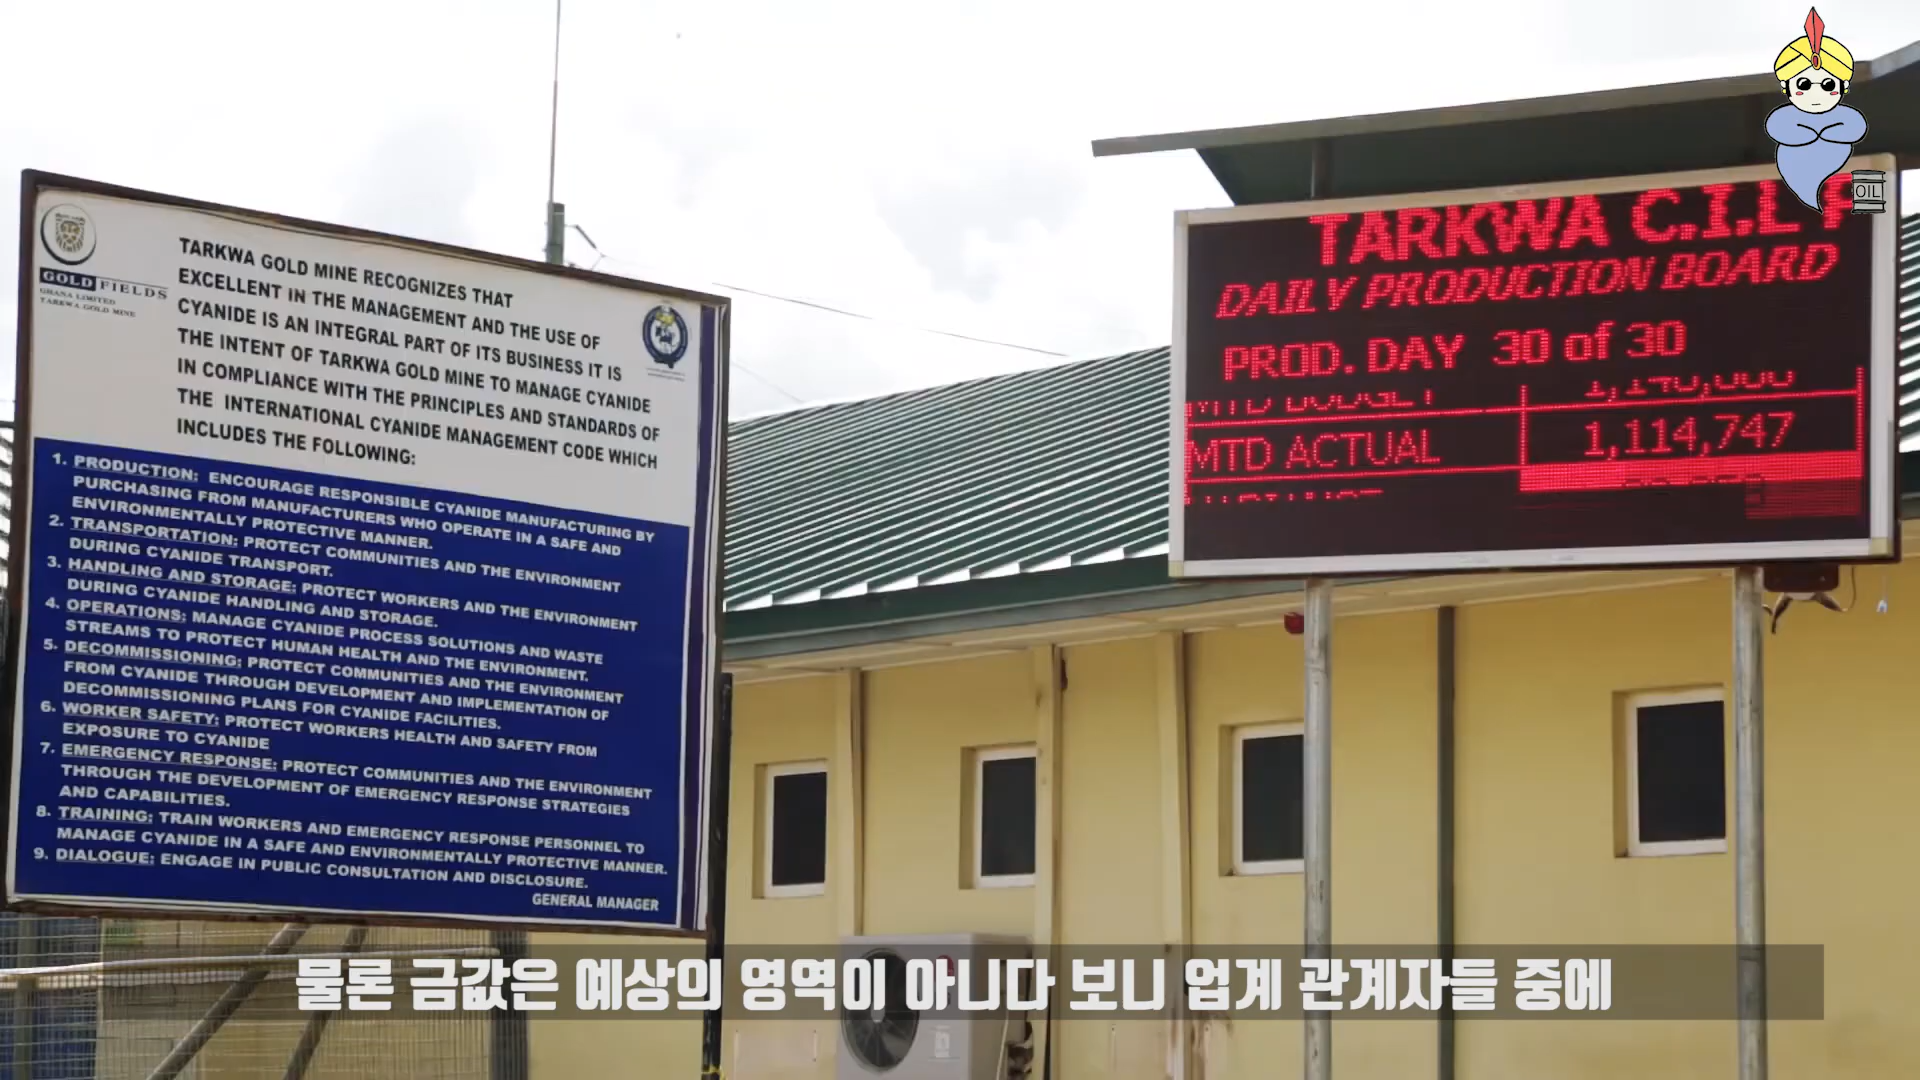 GOLD FIELDS
GHANA LIMITED
TARKWA GOLD MINE
TARKWA GOLD MINE RECOGNIZES THAT
EXCELLENT IN THE MANAGEMENT AND THE USE OF
CYANIDE IS AN INTEGRAL PART OF ITS BUSINESS IT IS
THE INTENT OF TARKWA GOLD MINE TO MANAGE CYANIDE
IN COMPLIANCE WITH THE PRINCIPLES AND STANDARDS OF
THE INTERNATIONAL CYANIDE MANAGEMENT CODE WHICH
INCLUDES THE FOLLOWING:
1. PRODUCTION: ENCOURAGE RESPONSIBLE CYANIDE MANUFACTURING BY
PURCHASING FROM MANUFACTURERS WHO OPERATE IN A SAFE AND
ENVIRONMENTALLY PROTECTIVE MANNER.
2. TRANSPORTATION: PROTECT COMMUNITIES AND THE ENVIRONMENT
DURING CYANIDE TRANSPORT.
3. HANDLING AND STORAGE: PROTECT WORKERS AND THE ENVIRONMENT
DURING CYANIDE HANDLING AND STORAGE.
4. OPERATIONS: MANAGE CYANIDE PROCESS SOLUTIONS AND WASTE
STREAMS TO PROTECT HUMAN HEALTH AND THE ENVIRONMENT.
5. DECOMMISSIONING: PROTECT COMMUNITIES AND THE ENVIRONMENT
FROM CYANIDE THROUGH DEVELOPMENT AND IMPLEMENTATION OF
DECOMMISSIONING PLANS FOR CYANIDE FACILITIES.
6. WORKER SAFETY: PROTECT WORKERS HEALTH AND SAFETY FROM
EXPOSURE TO CYANIDE
7. EMERGENCY RESPONSE: PROTECT COMMUNITIES AND THE ENVIRONMENT
THROUGH THE DEVELOPMENT OF EMERGENCY RESPONSE STRATEGIES
AND CAPABILITIES.
8. TRAINING: TRAIN WORKERS AND EMERGENCY RESPONSE PERSONNEL TO
MANAGE CYANIDE IN A SAFE AND ENVIRONMENTALLY PROTECTIVE MANNER.
9. DIALOGUE: ENGAGE IN PUBLIC CONSULTATION AND DISCLOSURE.
GENERAL MANAGER
TARKWA C.I.L
DAILY PRODUCTION BOARD
PROD. DAY 30 of 30
MTD ACTUAL 1,114,747
OIL
물론 금값은 예상의 영역이 아니다 보니 업계 관계자들 중에